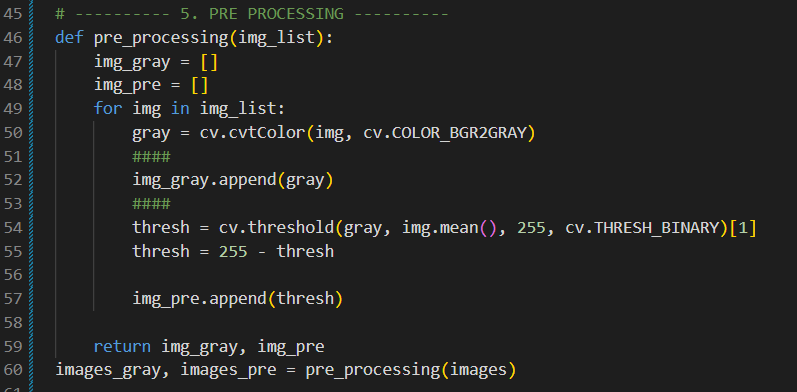 45 # ---------- 5. PRE PROCESSING ----------
46 def pre_processing(img_list):
47     img_gray = []
48     img_pre = []
49     for img in img_list:
50         gray = cv.cvtColor(img, cv.COLOR_BGR2GRAY)
51         ####
52         img_gray.append(gray)
53         ####
54         thresh = cv.threshold(gray, img.mean(), 255, cv.THRESH_BINARY)[1]
55         thresh = 255 - thresh
56
57         img_pre.append(thresh)
58
59     return img_gray, img_pre
60 images_gray, images_pre = pre_processing(images)